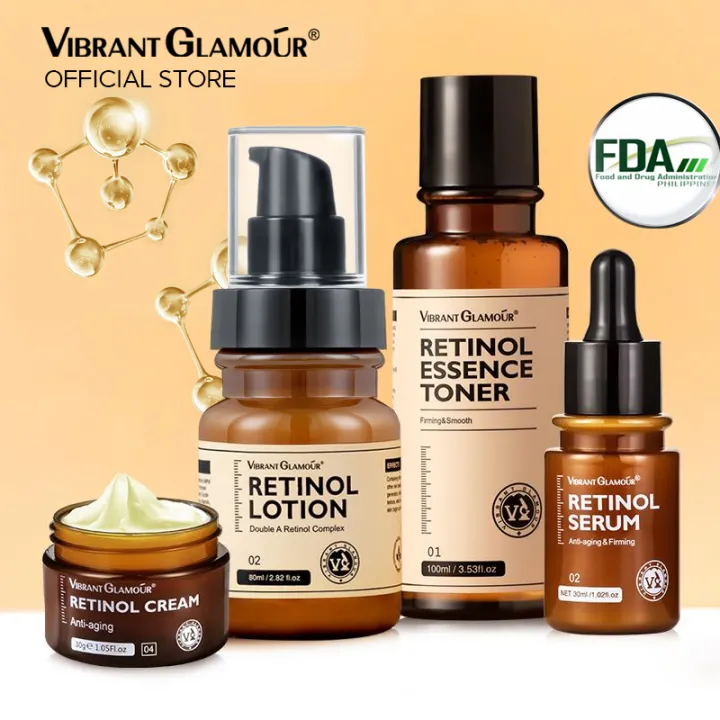 VIBRANT GLAMOUR®
OFFICIAL STORE
FDA
Food and Drug Administration
PHILIPPINE
VIBRANT GLAMOUR®
RETINOL
ESSENCE
TONER
Firming&Smooth
01
100ml / 3.53fl.oz
VIBRANT GLAMOUR®
RETINOL
LOTION
Double A Retinol Complex
02
80ml / 2.82 fl.oz
VIBRANT GLAMOUR®
RETINOL
SERUM
Anti-aging & Firming
02
NET 30ml /1.02fl.oz
VIBRANT GLAMOUR®
RETINOL CREAM
Anti-aging
30g℮ 1.05Fl.oz
04